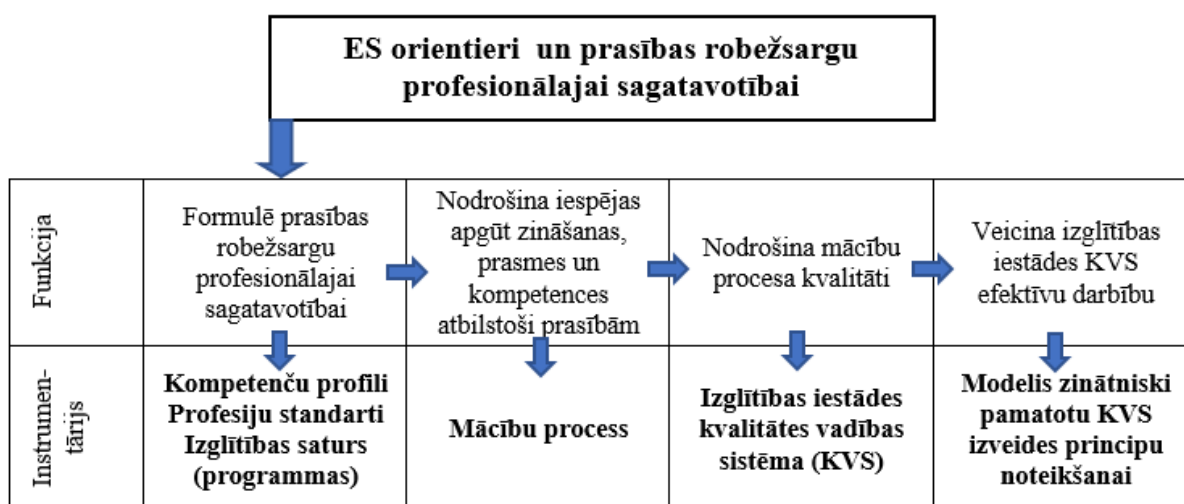 ES orientieri un prasības robežsargu
profesionālajai sagatavotībai
Funkcija
Formulē prasības
robežsargu
profesionālajai
sagatavotībai
Nodrošina iespējas
apgūt zināšanas,
prasmes un
kompetences
atbilstoši prasībām
Nodrošina mācību
procesa kvalitāti
Veicina izglītības
iestādes KVS
efektīvu darbību
Instrumen-
tārijs
Kompetenču profili
Profesiju standarti
Izglītības saturs
(programmas)
Mācību process
Izglītības iestādes
kvalitātes vadības
sistēma (KVS)
Modelis zinātniski
pamatotu KVS
izveides principu
noteikšanai